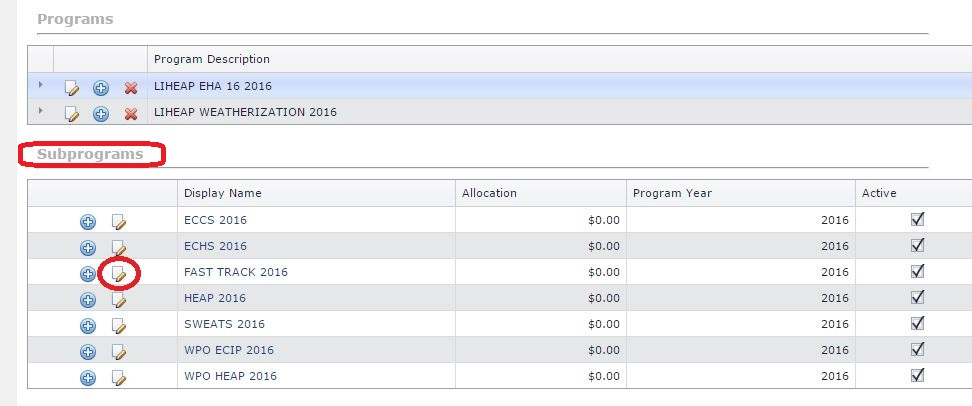 Programs
Program Description
LIHEAP EHA 16 2016
LIHEAP WEATHERIZATION 2016
Subprograms
Display Name Allocation Program Year Active
ECCS 2016 $0.00 2016
ECHS 2016 $0.00 2016
FAST TRACK 2016 $0.00 2016
HEAP 2016 $0.00 2016
SWEATS 2016 $0.00 2016
WPO ECIP 2016 $0.00 2016
WPO HEAP 2016 $0.00 2016